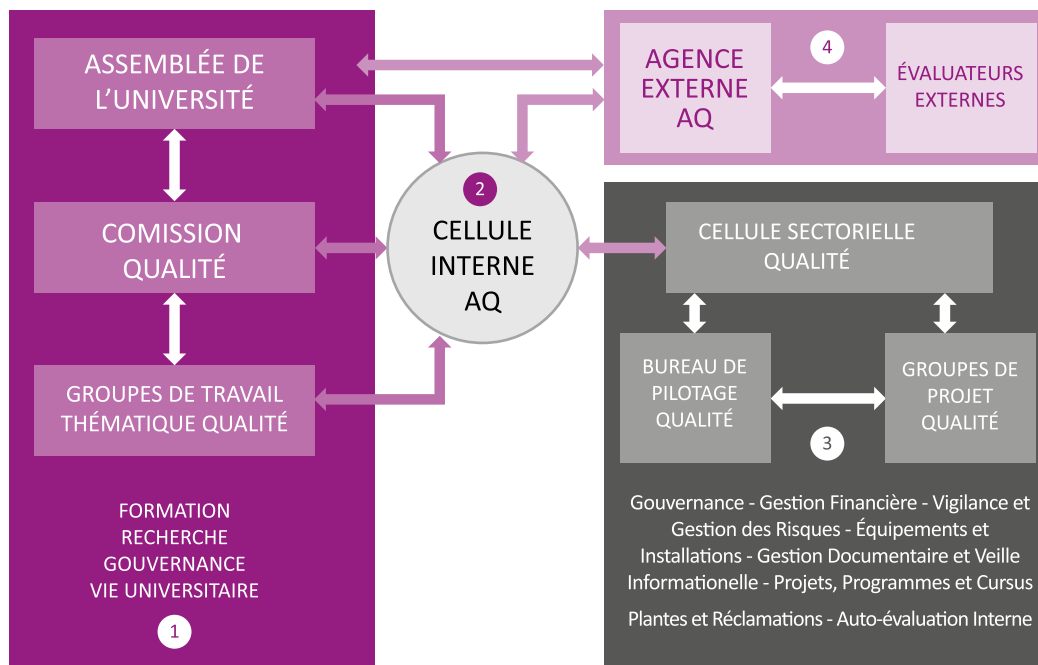 ASSEMBLÉE DE
L'UNIVERSITÉ
COMISSION
QUALITÉ
GROUPES DE TRAVAIL
THÉMATIQUE QUALITÉ
FORMATION
RECHERCHE
GOUVERNANCE
VIE UNIVERSITAIRE
1
2
CELLULE
INTERNE
AQ
AGENCE
EXTERNE
AQ
4
ÉVALUATEURS
EXTERNES
CELLULE SECTORIELLE
QUALITÉ
BUREAU DE
PILOTAGE
QUALITÉ
GROUPES DE
PROJET
QUALITÉ
3
Gouvernance - Gestion Financière - Vigilance et
Gestion des Risques - Équipements et
Installations - Gestion Documentaire et Veille
Informationelle - Projets, Programmes et Cursus
Plantes et Réclamations - Auto-évaluation Interne